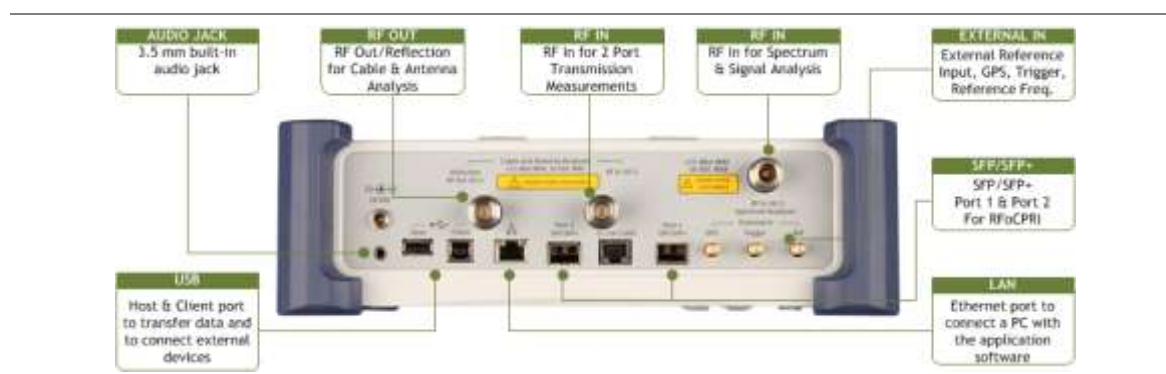 AUDIO JACK
3.5 mm built-in
audio jack
RF OUT
RF Out/Reflection
for Cable & Antenna
Analysis
RF IN
RF In for 2 Port
Transmission
Measurements
RF IN
RF In for Spectrum
& Signal Analysis
EXTERNAL IN
External Reference
Input, GPS, Trigger,
Reference Freq.
SFP/SFP+
SFP/SFP+
Port 1 & Port 2
For RFoCPRI
USB
Host & Client port
to transfer data and
to connect external
devices
LAN
Ethernet port to
connect a PC with
the application
software